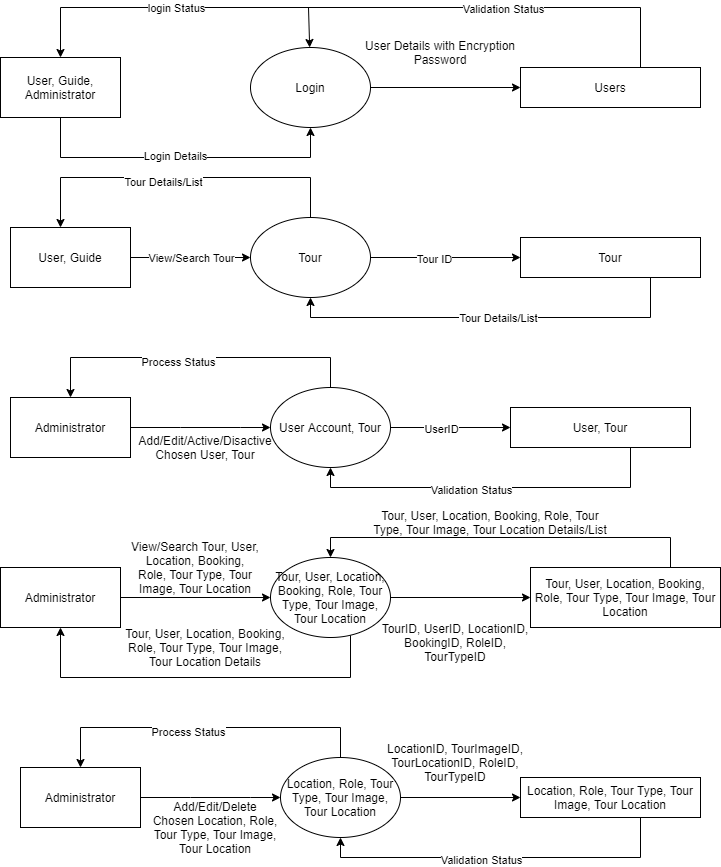 login Status
Validation Status
User Details with Encryption
Password
User, Guide,
Administrator
Login
Users
Login Details
Tour Details/List
User, Guide
View/Search Tour
Tour
Tour ID
Tour
Tour Details/List
Process Status
Administrator
Add/Edit/Active/Disactive
Chosen User, Tour
User Account, Tour
UserID
User, Tour
Validation Status
Tour, User, Location, Booking, Role, Tour
Type, Tour Image, Tour Location Details/List
View/Search Tour, User,
Location, Booking,
Role, Tour Type, Tour
Image, Tour Location
Administrator
Tour, User, Location,
Booking, Role, Tour
Type, Tour Image,
Tour Location
Tour, User, Location, Booking,
Role, Tour Type, Tour Image, Tour
Location
Tour, User, Location, Booking,
Role, Tour Type, Tour Image,
Tour Location Details
TourID, UserID, LocationID,
BookingID, RoleID,
TourTypeID
Process Status
LocationID, TourImageID,
TourLocationID, RoleID,
TourTypeID
Administrator
Add/Edit/Delete
Chosen Location, Role,
Tour Type, Tour Image,
Tour Location
Location, Role, Tour
Type, Tour Image,
Tour Location
Location, Role, Tour Type, Tour
Image, Tour Location
Validation Status